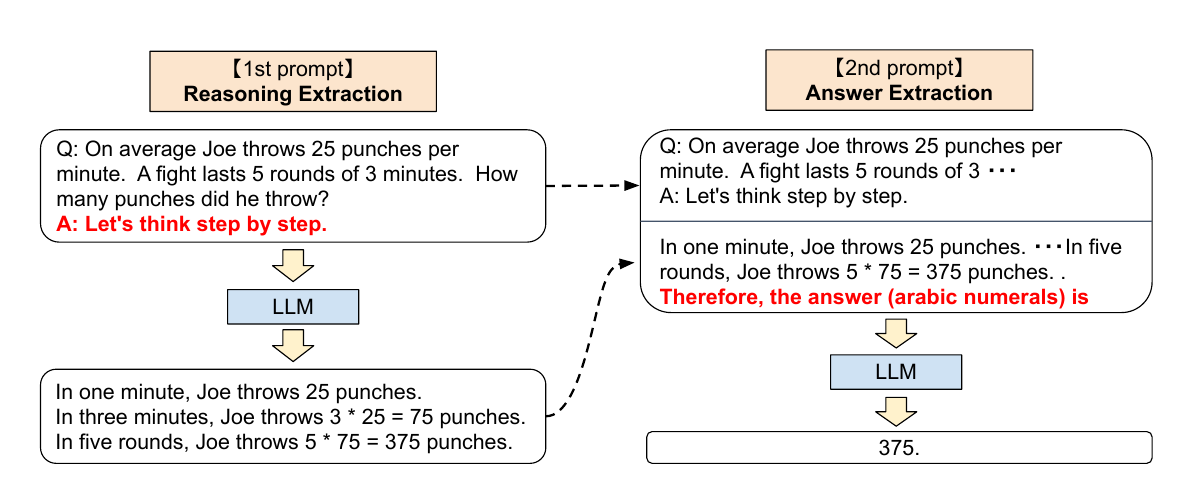 【1st prompt】
Reasoning Extraction
Q: On average Joe throws 25 punches per
minute.  A fight lasts 5 rounds of 3 minutes.  How
many punches did he throw?
A: Let's think step by step.
LLM
In one minute, Joe throws 25 punches.
In three minutes, Joe throws 3 * 25 = 75 punches.
In five rounds, Joe throws 5 * 75 = 375 punches.
【2nd prompt】
Answer Extraction
Q: On average Joe throws 25 punches per
minute.  A fight lasts 5 rounds of 3 ･･･
A: Let's think step by step.
In one minute, Joe throws 25 punches. ･･･In five
rounds, Joe throws 5 * 75 = 375 punches. .
Therefore, the answer (arabic numerals) is
LLM
375.